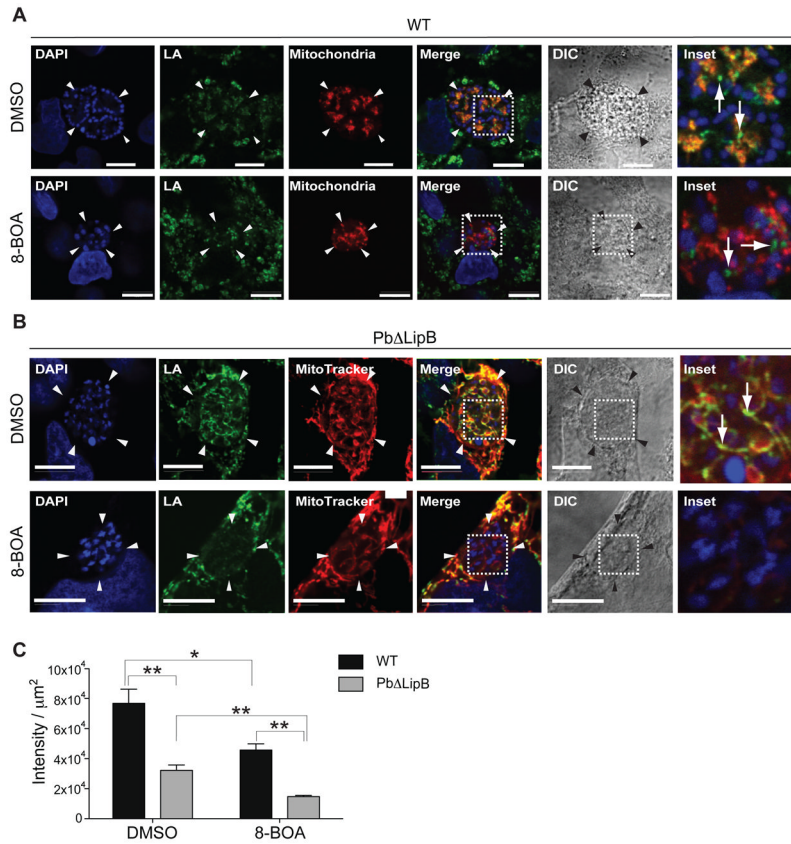 A
WT
DAPI LA Mitochondria Merge DIC Inset
DMSO
DAPI LA Mitochondria Merge DIC Inset
8-BOA
B
PbΔLipB
DAPI LA MitoTracker Merge DIC Inset
DMSO
DAPI LA MitoTracker Merge DIC Inset
8-BOA
C
Intensity / μm²
10x10⁴
8x10⁴
6x10⁴
4x10⁴
2x10⁴
0
*
**
**
**
DMSO 8-BOA
WT
PbΔLipB